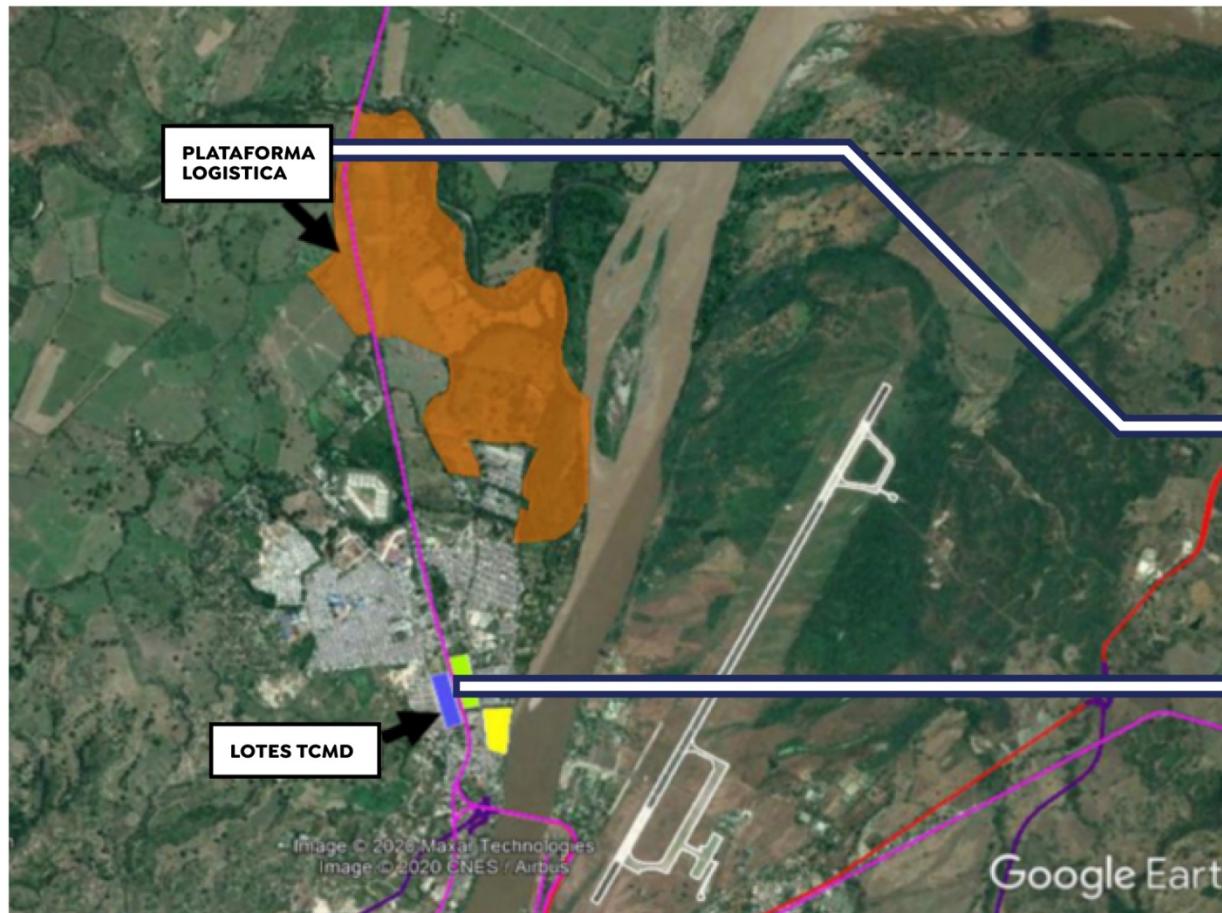 PLATAFORMA
LOGISTICA
LOTES TCMD
Image © 2020 Maxar Technologies
Image © 2020 CNES / Airbus
Google Eart